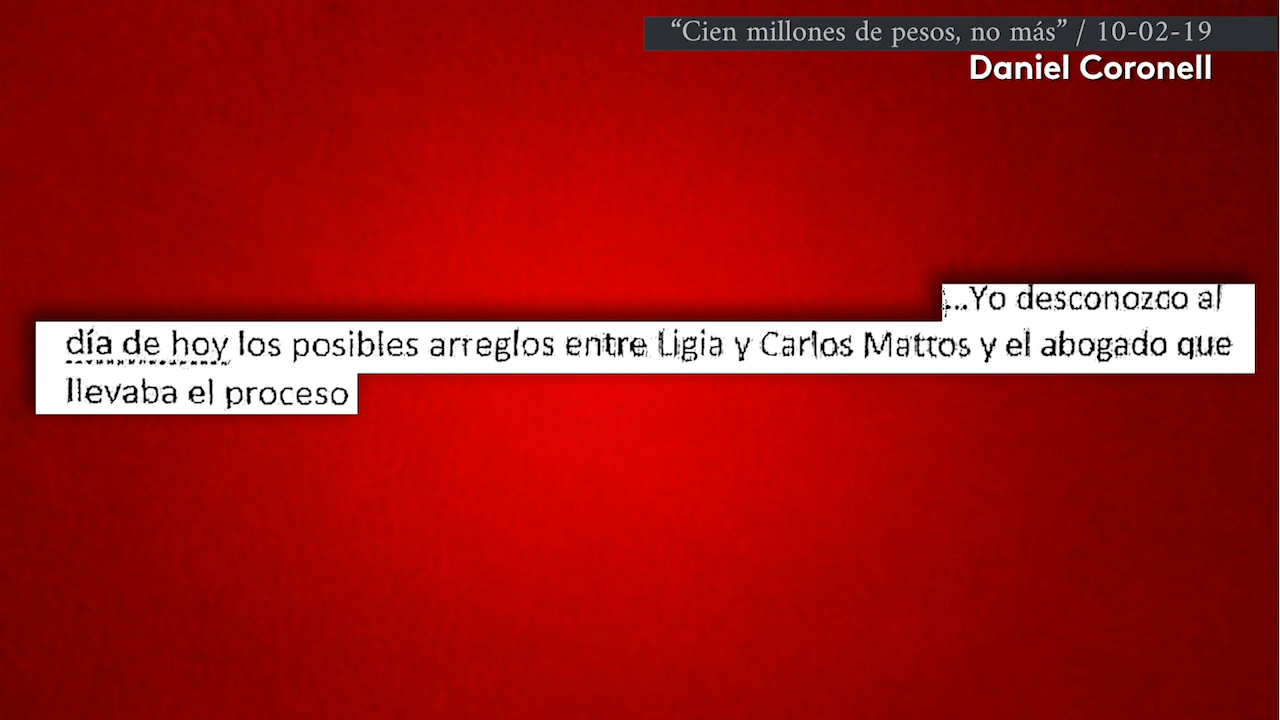 “Cien millones de pesos, no más” / 10-02-19
Daniel Coronell
...Yo desconozco al
día de hoy los posibles arreglos entre Ligia y Carlos Mattos y el abogado que
llevaba el proceso